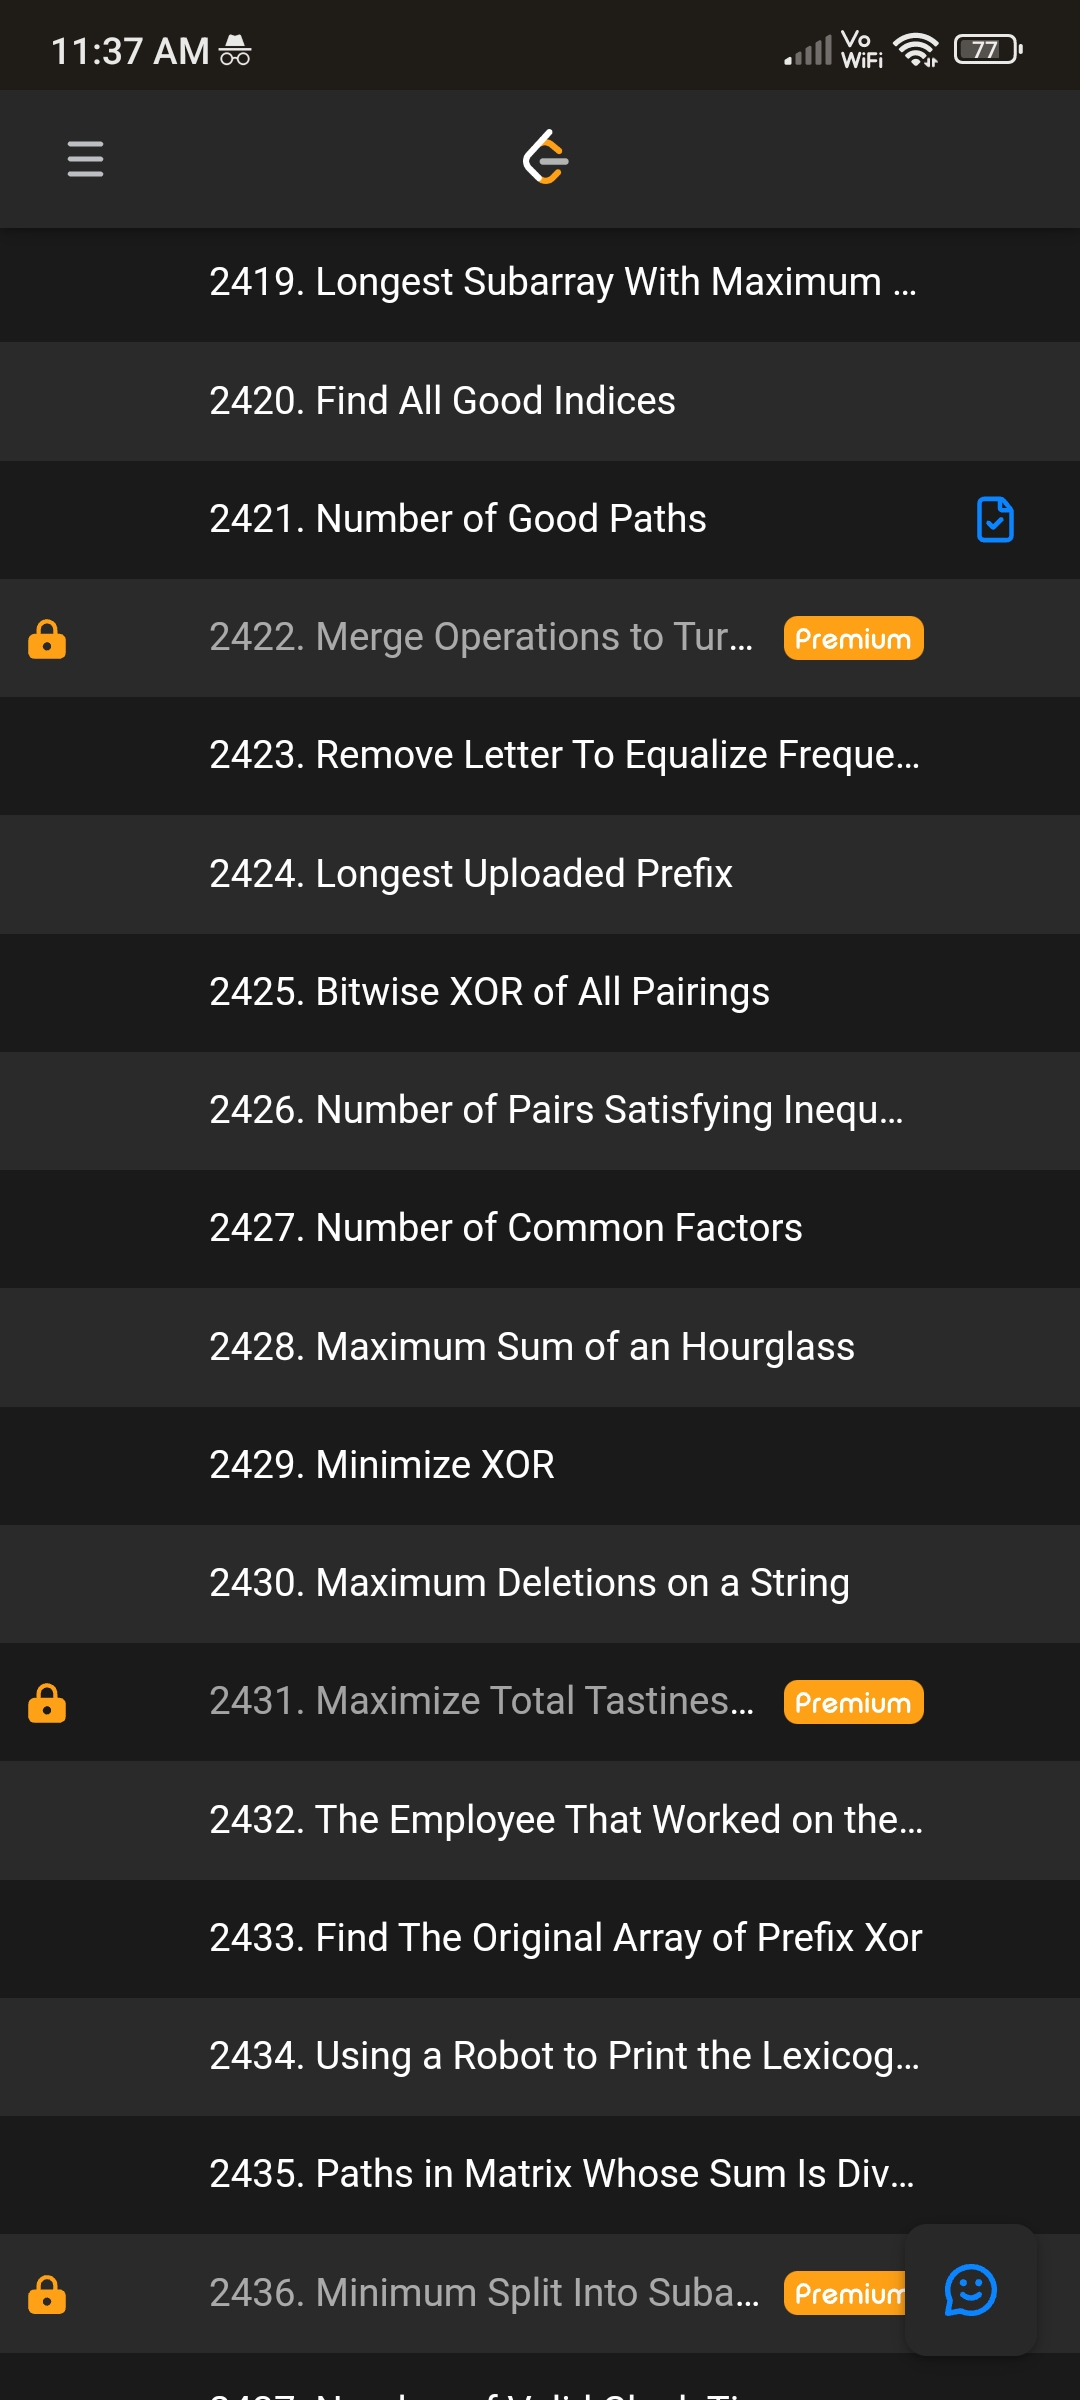 11:37 AM
Vo
WiFi
77
2419. Longest Subarray With Maximum ...
2420. Find All Good Indices
2421. Number of Good Paths
2422. Merge Operations to Tur... Premium
2423. Remove Letter To Equalize Freque...
2424. Longest Uploaded Prefix
2425. Bitwise XOR of All Pairings
2426. Number of Pairs Satisfying Inequ...
2427. Number of Common Factors
2428. Maximum Sum of an Hourglass
2429. Minimize XOR
2430. Maximum Deletions on a String
2431. Maximize Total Tastines... Premium
2432. The Employee That Worked on the...
2433. Find The Original Array of Prefix Xor
2434. Using a Robot to Print the Lexicog...
2435. Paths in Matrix Whose Sum Is Div...
2436. Minimum Split Into Suba... Premium